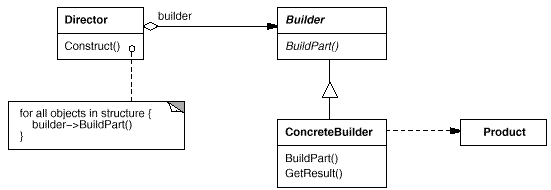 Director
Construct()
builder
Builder
BuildPart()
for all objects in structure {
builder->BuildPart()
}
ConcreteBuilder
BuildPart()
GetResult()
Product